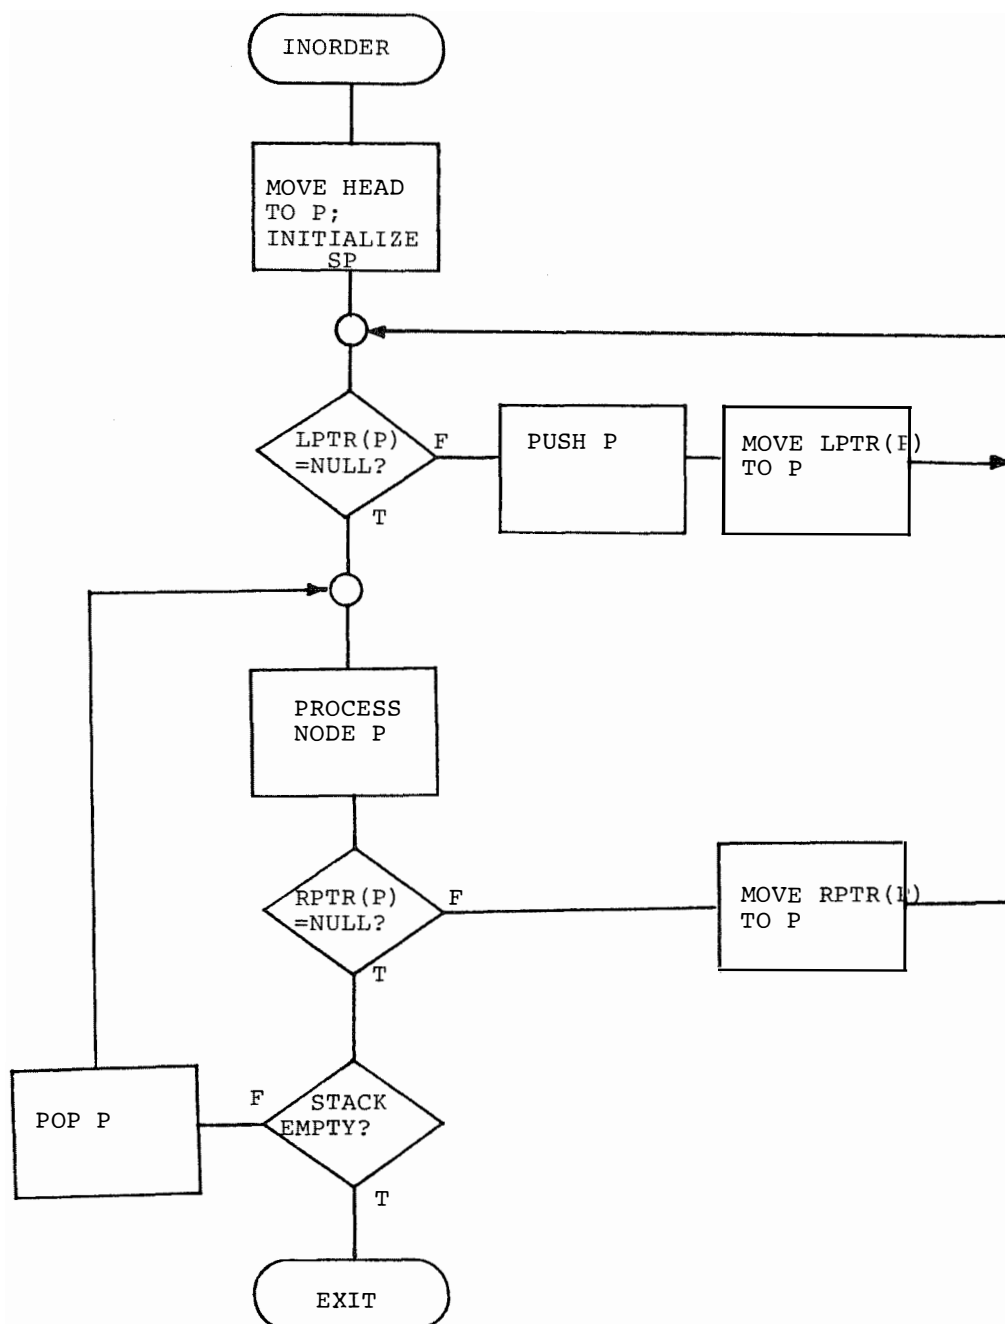 INORDER
MOVE HEAD
TO P;
INITIALIZE
SP
LPTR(P)
=NULL?
F
T
PUSH P
MOVE LPTR(P)
TO P
PROCESS
NODE P
RPTR(P)
=NULL?
F
T
MOVE RPTR(P)
TO P
STACK
EMPTY?
F
T
POP P
EXIT